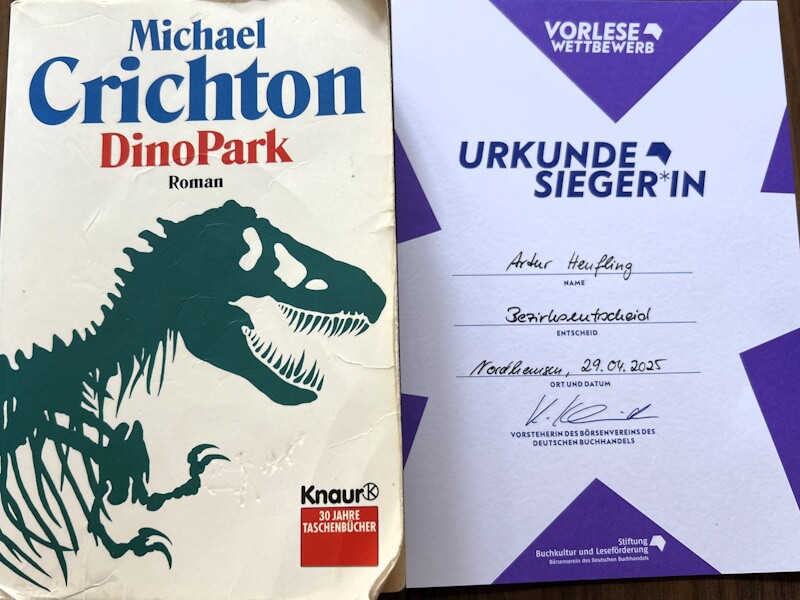 Michael
Crichton
DinoPark
Roman
Knaur K
30 JAHRE
TASCHENBÜCHER
VORLESE
WETTBEWERB
URKUNDE
SIEGER*IN
Artur Heufling
NAME
Bezirksentscheid
ENTSCHEID
Nordhausen, 29.04.2025
ORT UND DATUM
VORSTEHERIN DES BÖRSENVEREINS DES
DEUTSCHEN BUCHHANDELS
Stiftung
Buchkultur und Leseförderung
Börsenverein des Deutschen Buchhandels